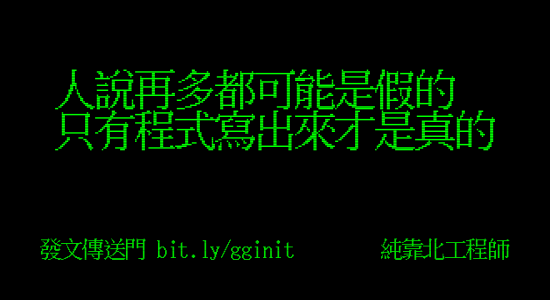 人說再多都可能是假的
只有程式寫出來才是真的
發文傳送門 bit.ly/gginit
純靠北工程師